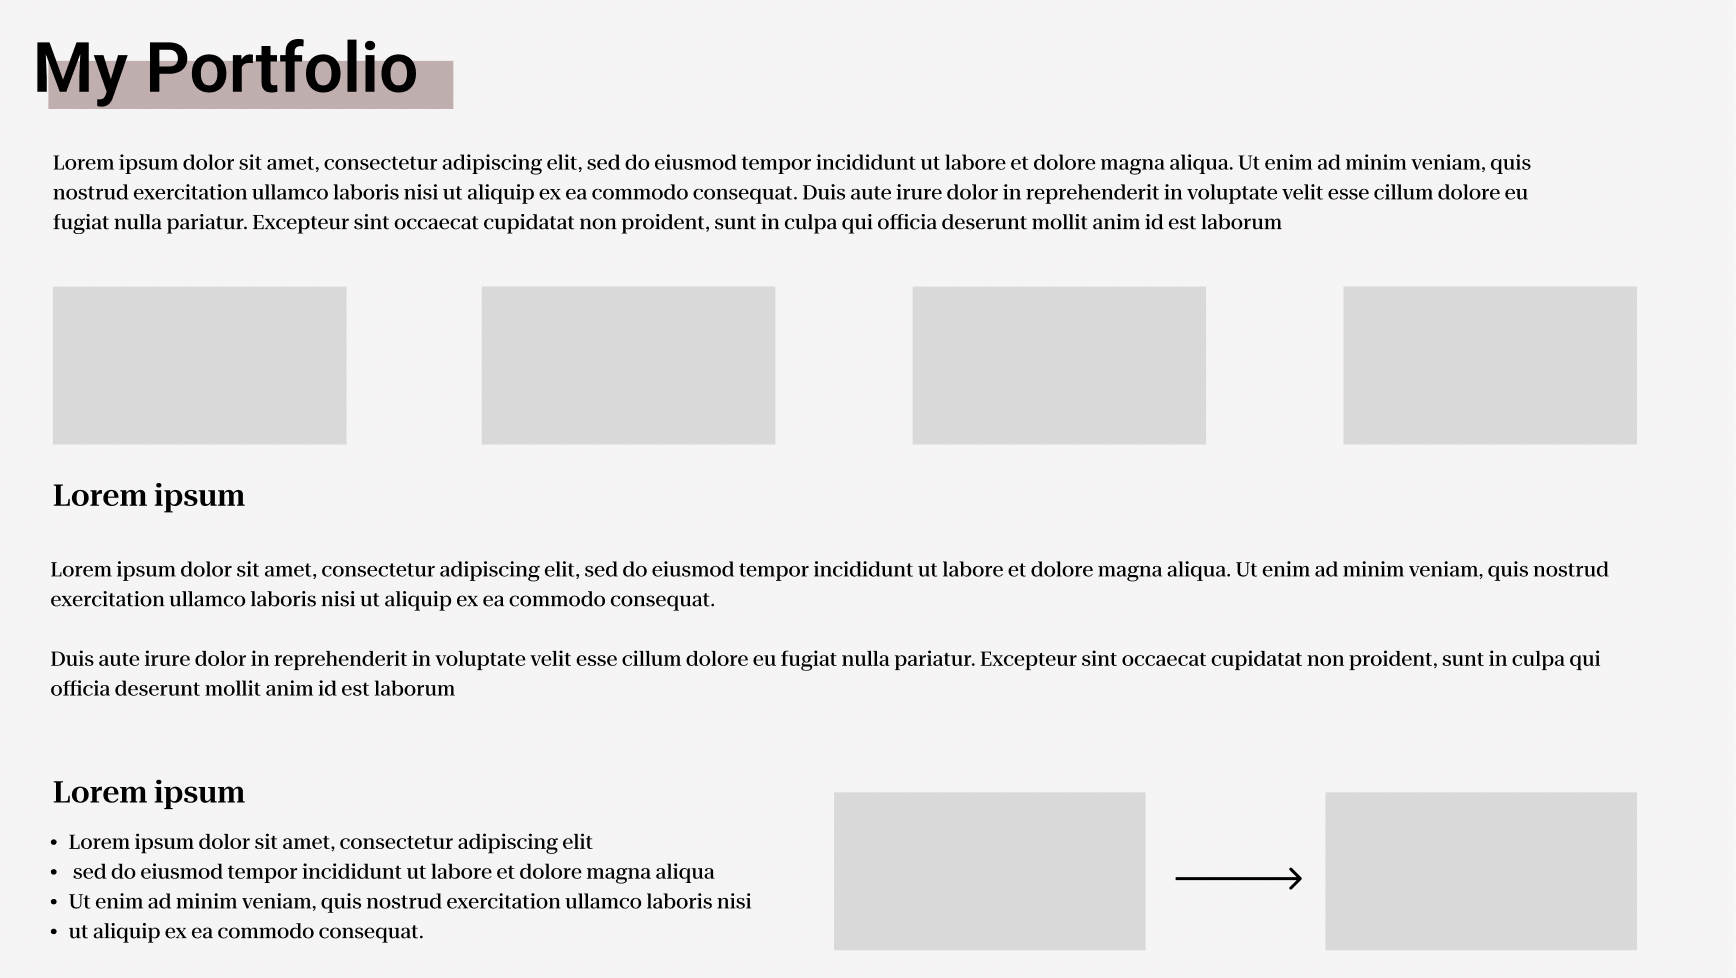 My Portfolio
Lorem ipsum dolor sit amet, consectetur adipiscing elit, sed do eiusmod tempor incididunt ut labore et dolore magna aliqua. Ut enim ad minim veniam, quis
nostrud exercitation ullamco laboris nisi ut aliquip ex ea commodo consequat. Duis aute irure dolor in reprehenderit in voluptate velit esse cillum dolore eu
fugiat nulla pariatur. Excepteur sint occaecat cupidatat non proident, sunt in culpa qui officia deserunt mollit anim id est laborum
Lorem ipsum
Lorem ipsum dolor sit amet, consectetur adipiscing elit, sed do eiusmod tempor incididunt ut labore et dolore magna aliqua. Ut enim ad minim veniam, quis nostrud
exercitation ullamco laboris nisi ut aliquip ex ea commodo consequat.
Duis aute irure dolor in reprehenderit in voluptate velit esse cillum dolore eu fugiat nulla pariatur. Excepteur sint occaecat cupidatat non proident, sunt in culpa qui
officia deserunt mollit anim id est laborum
Lorem ipsum
• Lorem ipsum dolor sit amet, consectetur adipiscing elit
• sed do eiusmod tempor incididunt ut labore et dolore magna aliqua
• Ut enim ad minim veniam, quis nostrud exercitation ullamco laboris nisi
• ut aliquip ex ea commodo consequat.